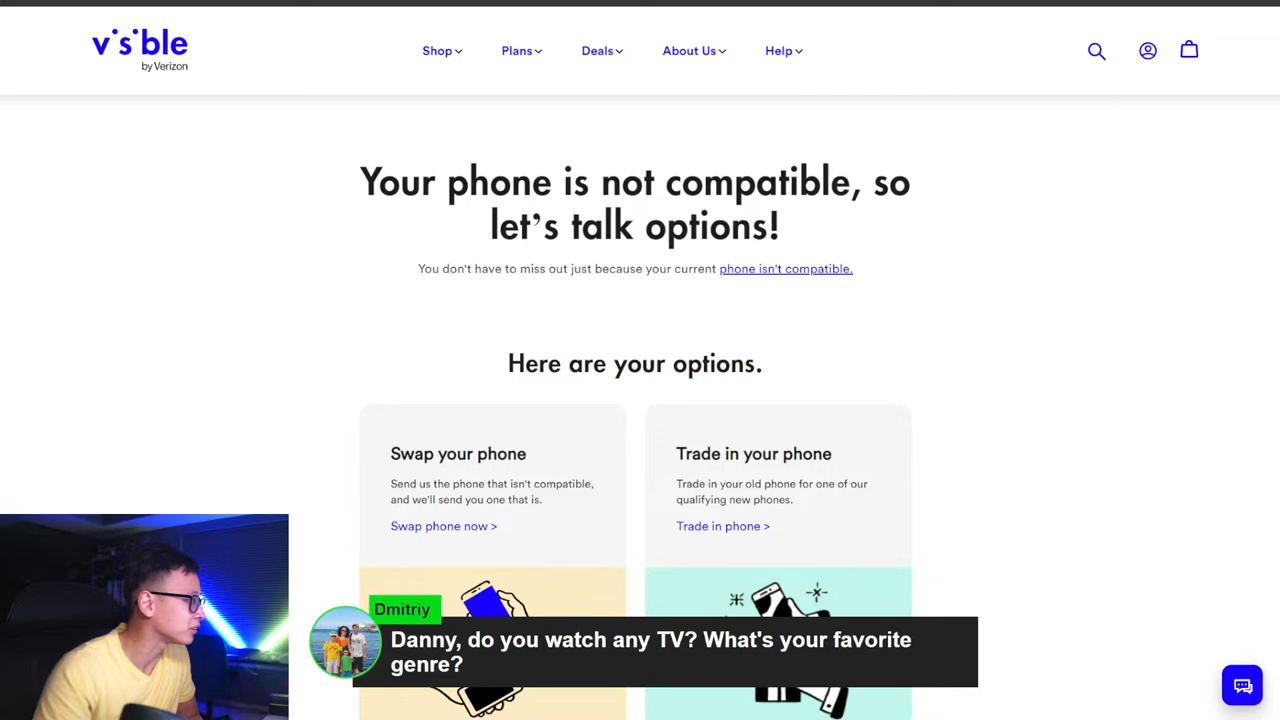 visible
by Verizon
Shop
Plans
Deals
About Us
Help
Your phone is not compatible, so
let's talk options!
You don't have to miss out just because your current phone isn't compatible.
Here are your options.
Swap your phone
Send us the phone that isn't compatible,
and we'll send you one that is.
Swap phone now >
Trade in your phone
Trade in your old phone for one of our
qualifying new phones.
Trade in phone >
Dmitriy
Danny, do you watch any TV? What's your favorite
genre?